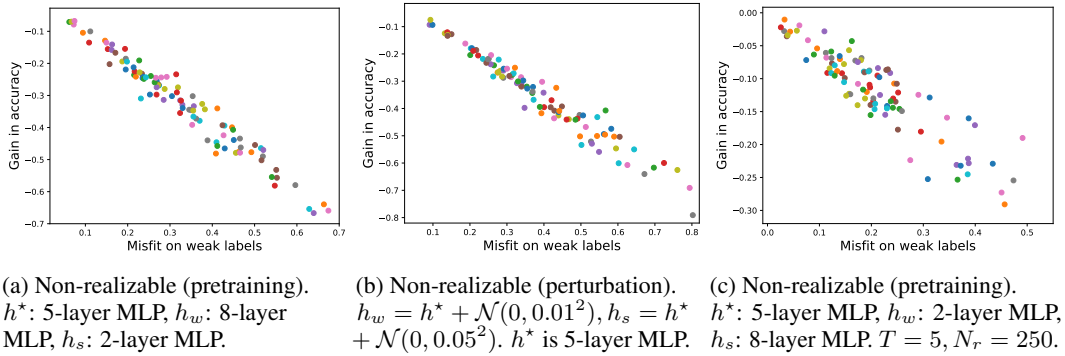 −0.1
−0.2
−0.3
−0.4
−0.5
−0.6
−0.7
Gain in accuracy
0.1 0.2 0.3 0.4 0.5 0.6 0.7
Misfit on weak labels
−0.1
−0.2
−0.3
−0.4
−0.5
−0.6
−0.7
−0.8
Gain in accuracy
0.1 0.2 0.3 0.4 0.5 0.6 0.7 0.8
Misfit on weak labels
0.00
−0.05
−0.10
−0.15
−0.20
−0.25
−0.30
Gain in accuracy
0.0 0.1 0.2 0.3 0.4 0.5
Misfit on weak labels
(a) Non-realizable (pretraining).
h⋆: 5-layer MLP, h_w: 8-layer
MLP, h_s: 2-layer MLP.
(b) Non-realizable (perturbation).
h_w = h⋆ + 𝒩(0, 0.01²), h_s = h⋆
+ 𝒩(0, 0.05²). h⋆ is 5-layer MLP.
(c) Non-realizable (pretraining).
h⋆: 5-layer MLP, h_w: 2-layer MLP,
h_s: 8-layer MLP. T = 5, N_r = 250.